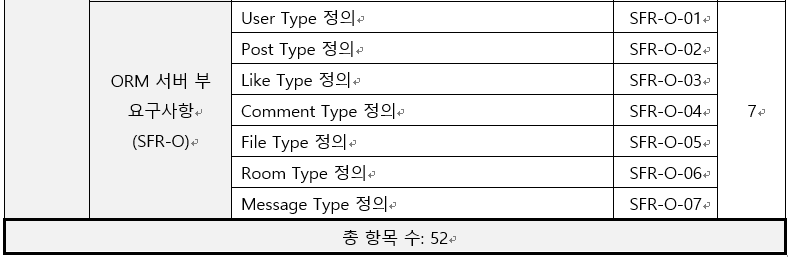 ORM 서버 부
요구사항
(SFR-O)
User Type 정의 SFR-O-01
Post Type 정의 SFR-O-02
Like Type 정의 SFR-O-03
Comment Type 정의 SFR-O-04
File Type 정의 SFR-O-05
Room Type 정의 SFR-O-06
Message Type 정의 SFR-O-07
7
총 항목 수: 52